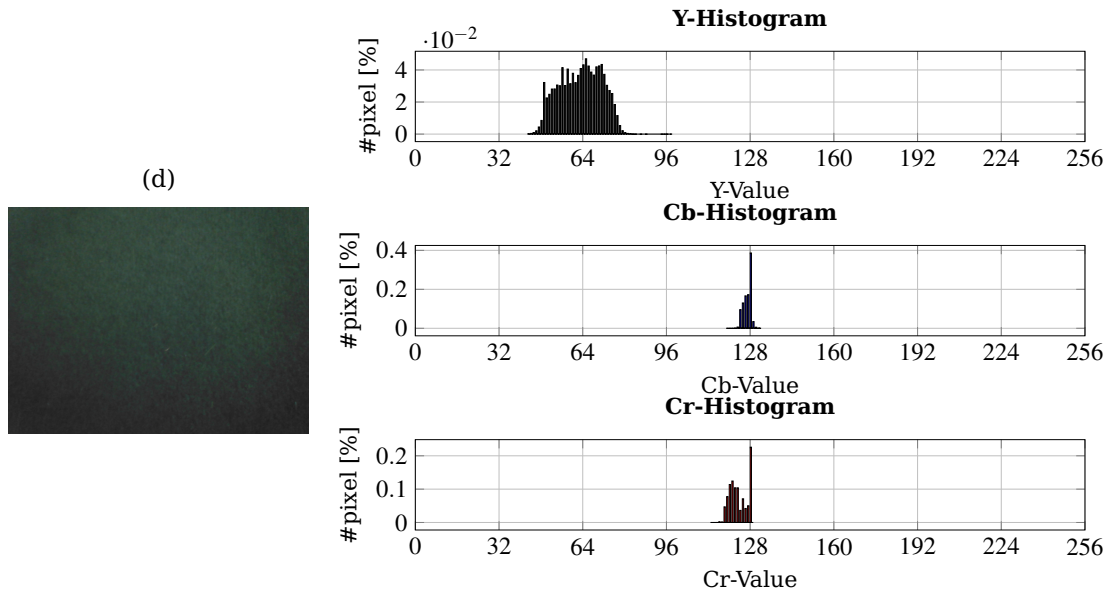 (d)
Y-Histogram
·10⁻²
#pixel [%]
4
2
0
0 32 64 96 128 160 192 224 256
Y-Value
Cb-Histogram
#pixel [%]
0.4
0.2
0
0 32 64 96 128 160 192 224 256
Cb-Value
Cr-Histogram
#pixel [%]
0.2
0.1
0
0 32 64 96 128 160 192 224 256
Cr-Value